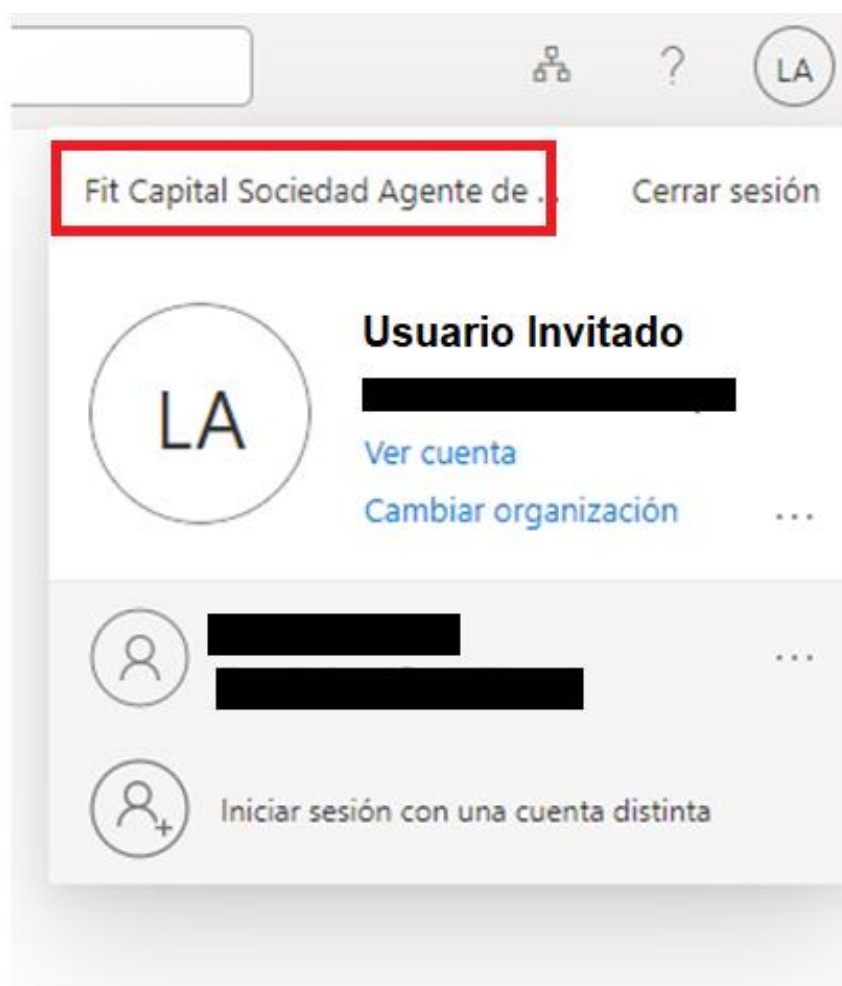 LA
Fit Capital Sociedad Agente de ... Cerrar sesión
Usuario Invitado
LA
Ver cuenta
Cambiar organización
Iniciar sesión con una cuenta distinta